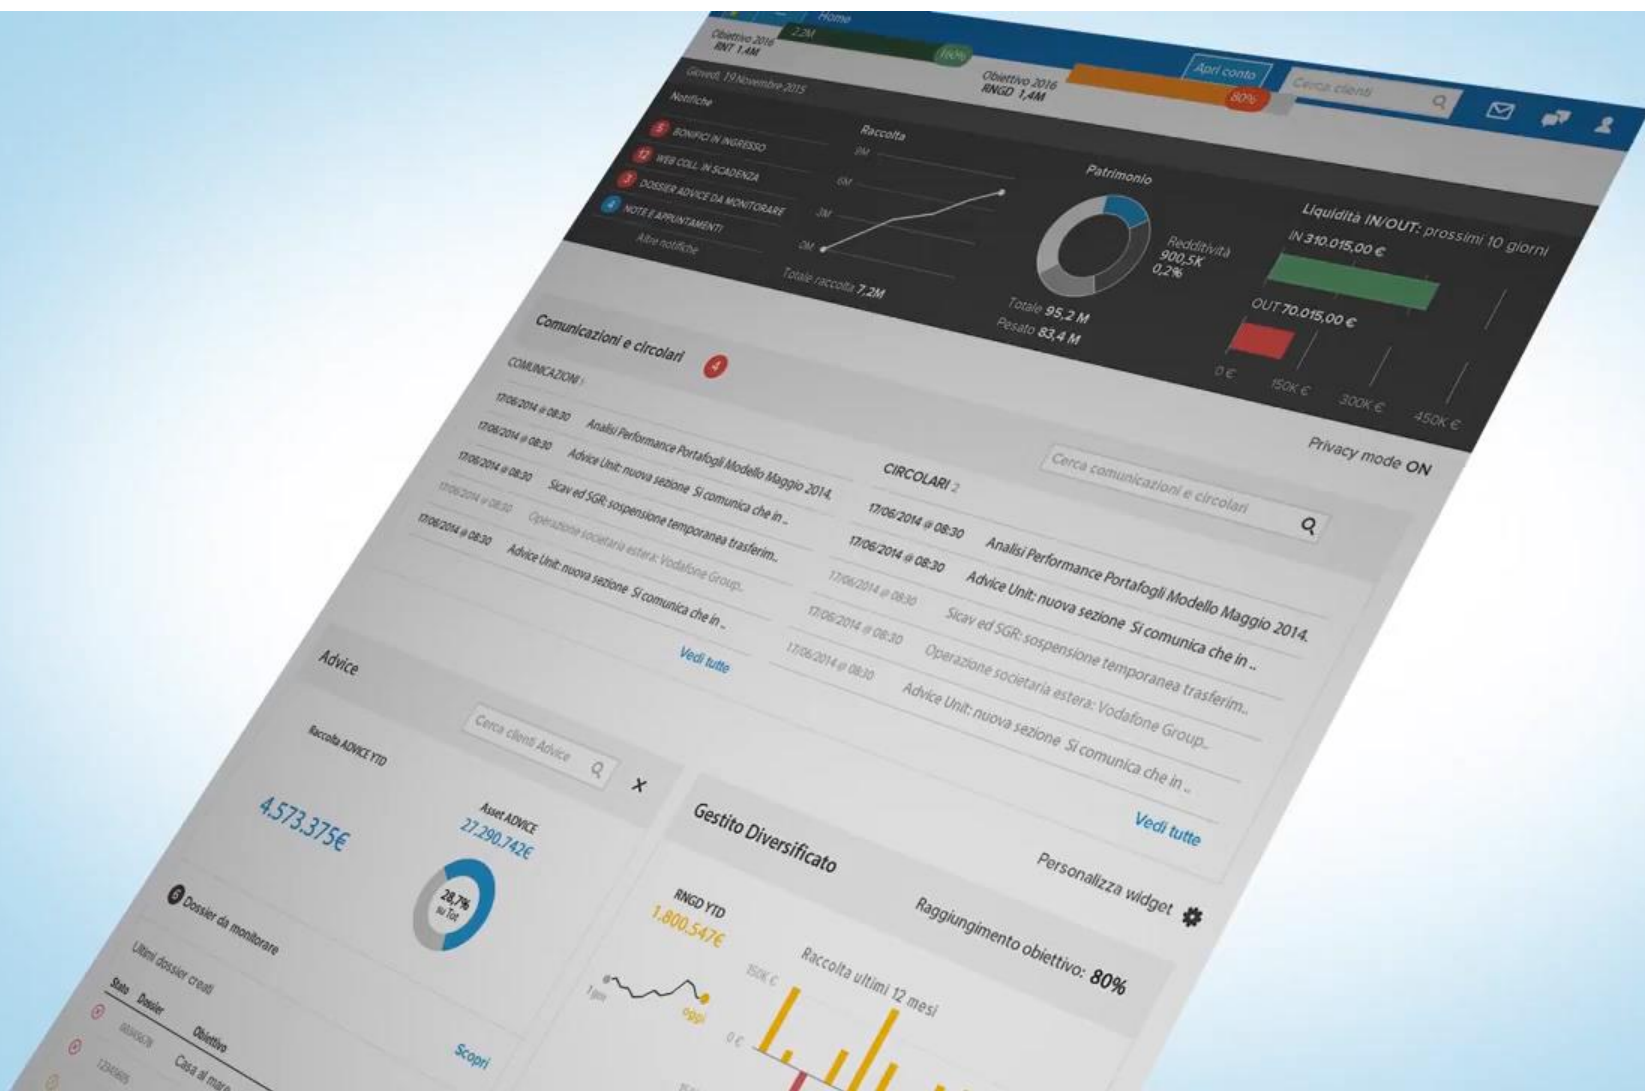 Home
Obiettivo 2016
RNT 1.4M
2,2M
160%
Obiettivo 2016
RNGD 1,4M
80%
Apri conto
Cerca clienti
Giovedì, 19 Novembre 2015
Notifiche
5 BONIFICI IN INGRESSO
12 WEB COLL. IN SCADENZA
3 DOSSIER ADVICE DA MONITORARE
4 NOTE E APPUNTAMENTI
Altre notifiche
Raccolta
9M
6M
3M
0M
Totale raccolta 7,2M
Patrimonio
Redditività
900,5K
0,2%
Totale 95,2 M
Pesato 83,4 M
Liquidità IN/OUT: prossimi 10 giorni
IN 310.015,00 €
OUT 70.015,00 €
0 €
150K €
300K €
450K €
Privacy mode ON
Comunicazioni e circolari 4
Cerca comunicazioni e circolari
COMUNICAZIONI
17/06/2014 @ 08:30 Analisi Performance Portafogli Modello Maggio 2014.
17/06/2014 @ 08:30 Advice Unit: nuova sezione Si comunica che in ..
17/06/2014 @ 08:30 Sicav ed SGR: sospensione temporanea trasferim..
17/06/2014 @ 08:30 Operazione societaria estera: Vodafone Group..
17/06/2014 @ 08:30 Advice Unit: nuova sezione Si comunica che in ..
Vedi tutte
CIRCOLARI 2
17/06/2014 @ 08:30 Analisi Performance Portafogli Modello Maggio 2014.
17/06/2014 @ 08:30 Advice Unit: nuova sezione Si comunica che in ..
17/06/2014 @ 08:30 Sicav ed SGR: sospensione temporanea trasferim..
17/06/2014 @ 08:30 Operazione societaria estera: Vodafone Group..
17/06/2014 @ 08:30 Advice Unit: nuova sezione Si comunica che in ..
Vedi tutte
Personalizza widget
Advice
Cerca clienti Advice
Raccolta ADVICE YTD
4.573.375€
Asset ADVICE
27.290.742€
28,7%
su Tot
6 Dossier da monitorare
Ultimi dossier creati
Stato Dossier Obiettivo
Casa al mare
12345605
Scopri
Gestito Diversificato
Raggiungimento obiettivo: 80%
RNGD YTD
1.800.547€
1 gen
oggi
Raccolta ultimi 12 mesi
150K €
0 €